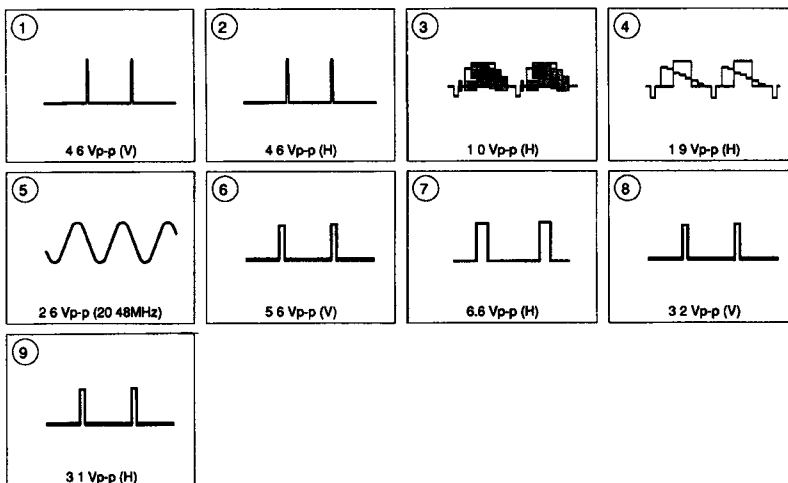 1
2
3
4
4 6 Vp-p (V)
4 6 Vp-p (H)
1 0 Vp-p (H)
1 9 Vp-p (H)
5
6
7
8
2 6 Vp-p (20 48MHz)
5 6 Vp-p (V)
6.6 Vp-p (H)
3 2 Vp-p (V)
9
3 1 Vp-p (H)